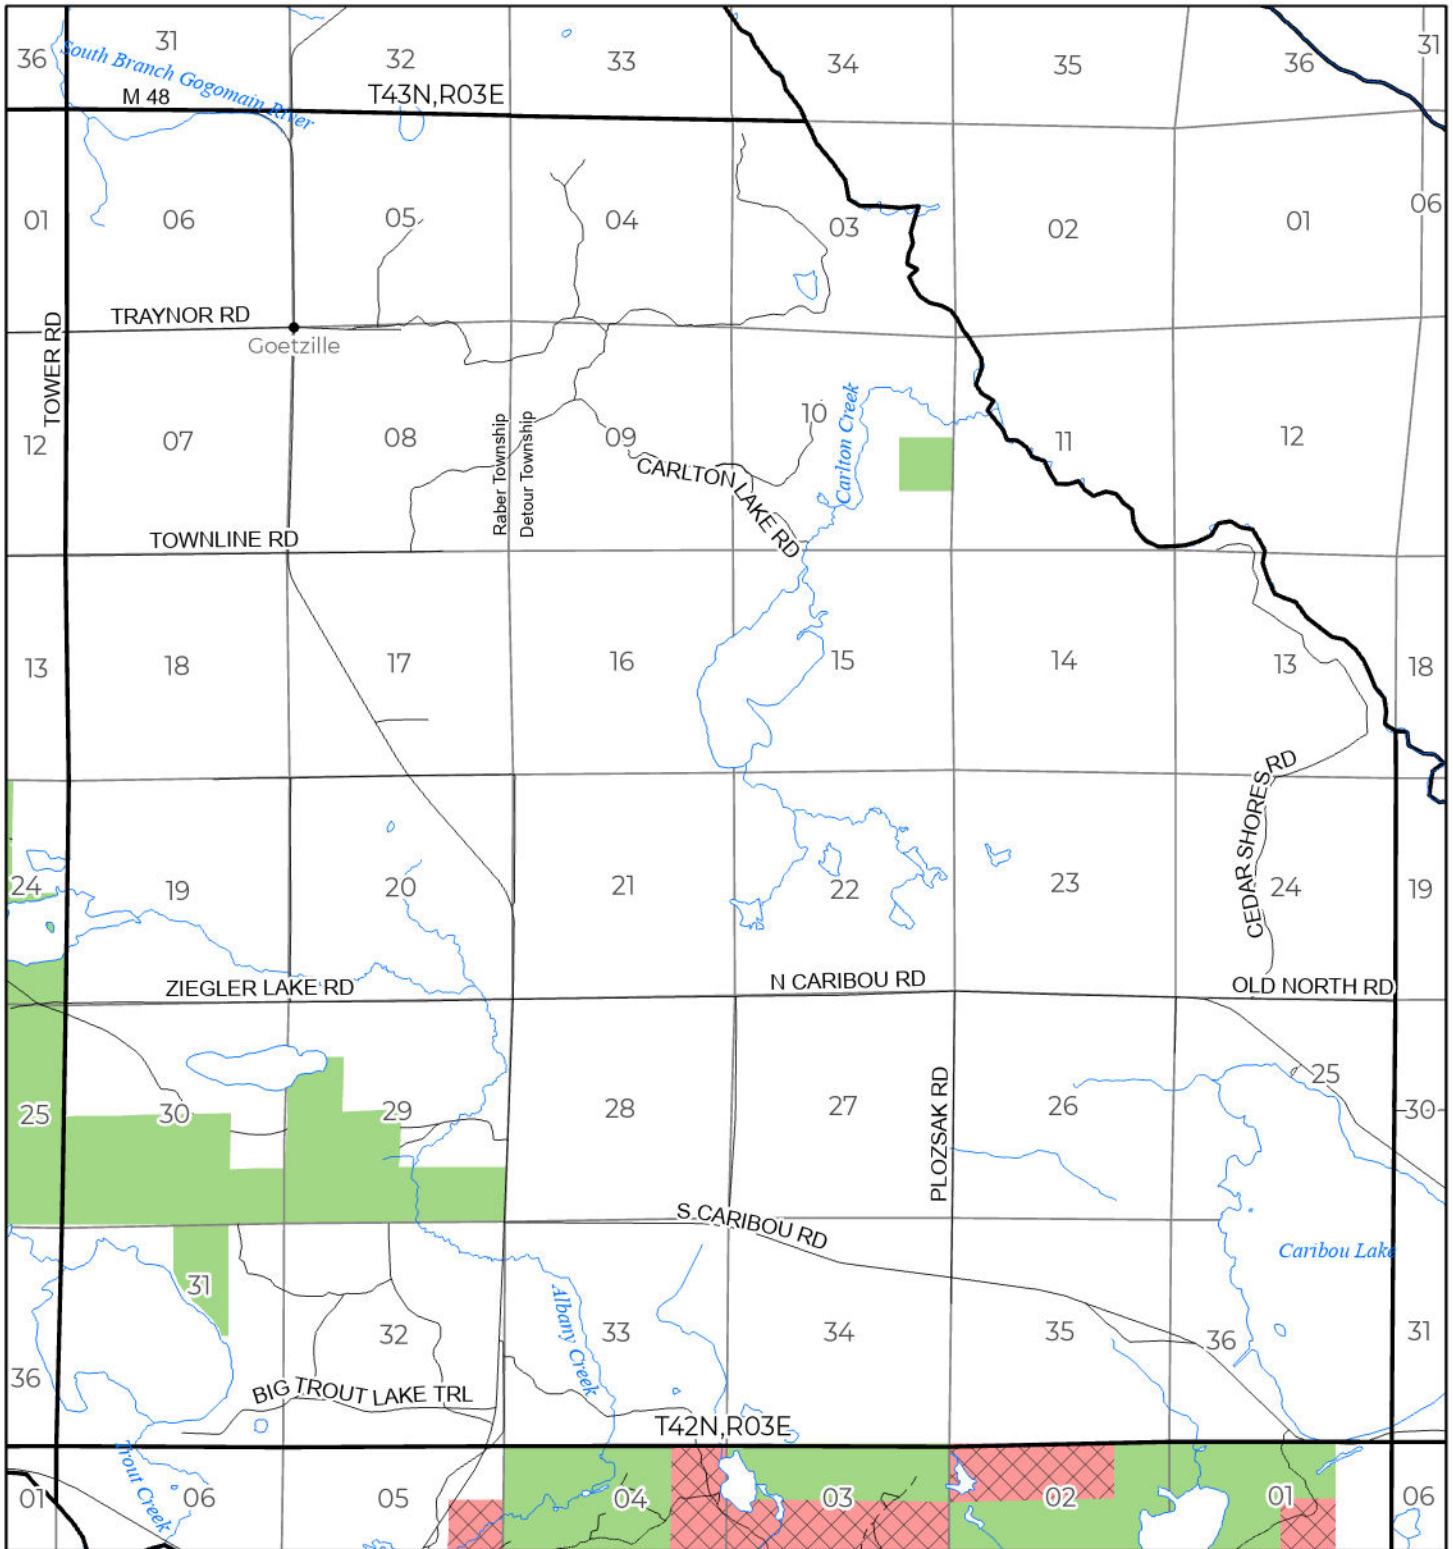 36
31
32
33
34
35
36
31
South Branch Gogomain River
M 48
T43N,R03E
01
06
05
04
03
02
01
06
TRAYNOR RD
Goetzille
TOWER RD
12
07
08
Raber Township
Detour Township
09
10
Carlton Creek
11
12
CARLTON LAKE RD
TOWNLINE RD
13
18
17
16
15
14
13
18
CEDAR SHORES RD
24
19
20
21
22
23
24
19
ZIEGLER LAKE RD
N CARIBOU RD
OLD NORTH RD
25
30
29
28
27
PLOZSAK RD
26
25
30
S CARIBOU RD
Caribou Lake
31
32
Albany Creek
33
34
35
36
31
36
BIG TROUT LAKE TRL
T42N,R03E
Trout Creek
01
06
05
04
03
02
01
06